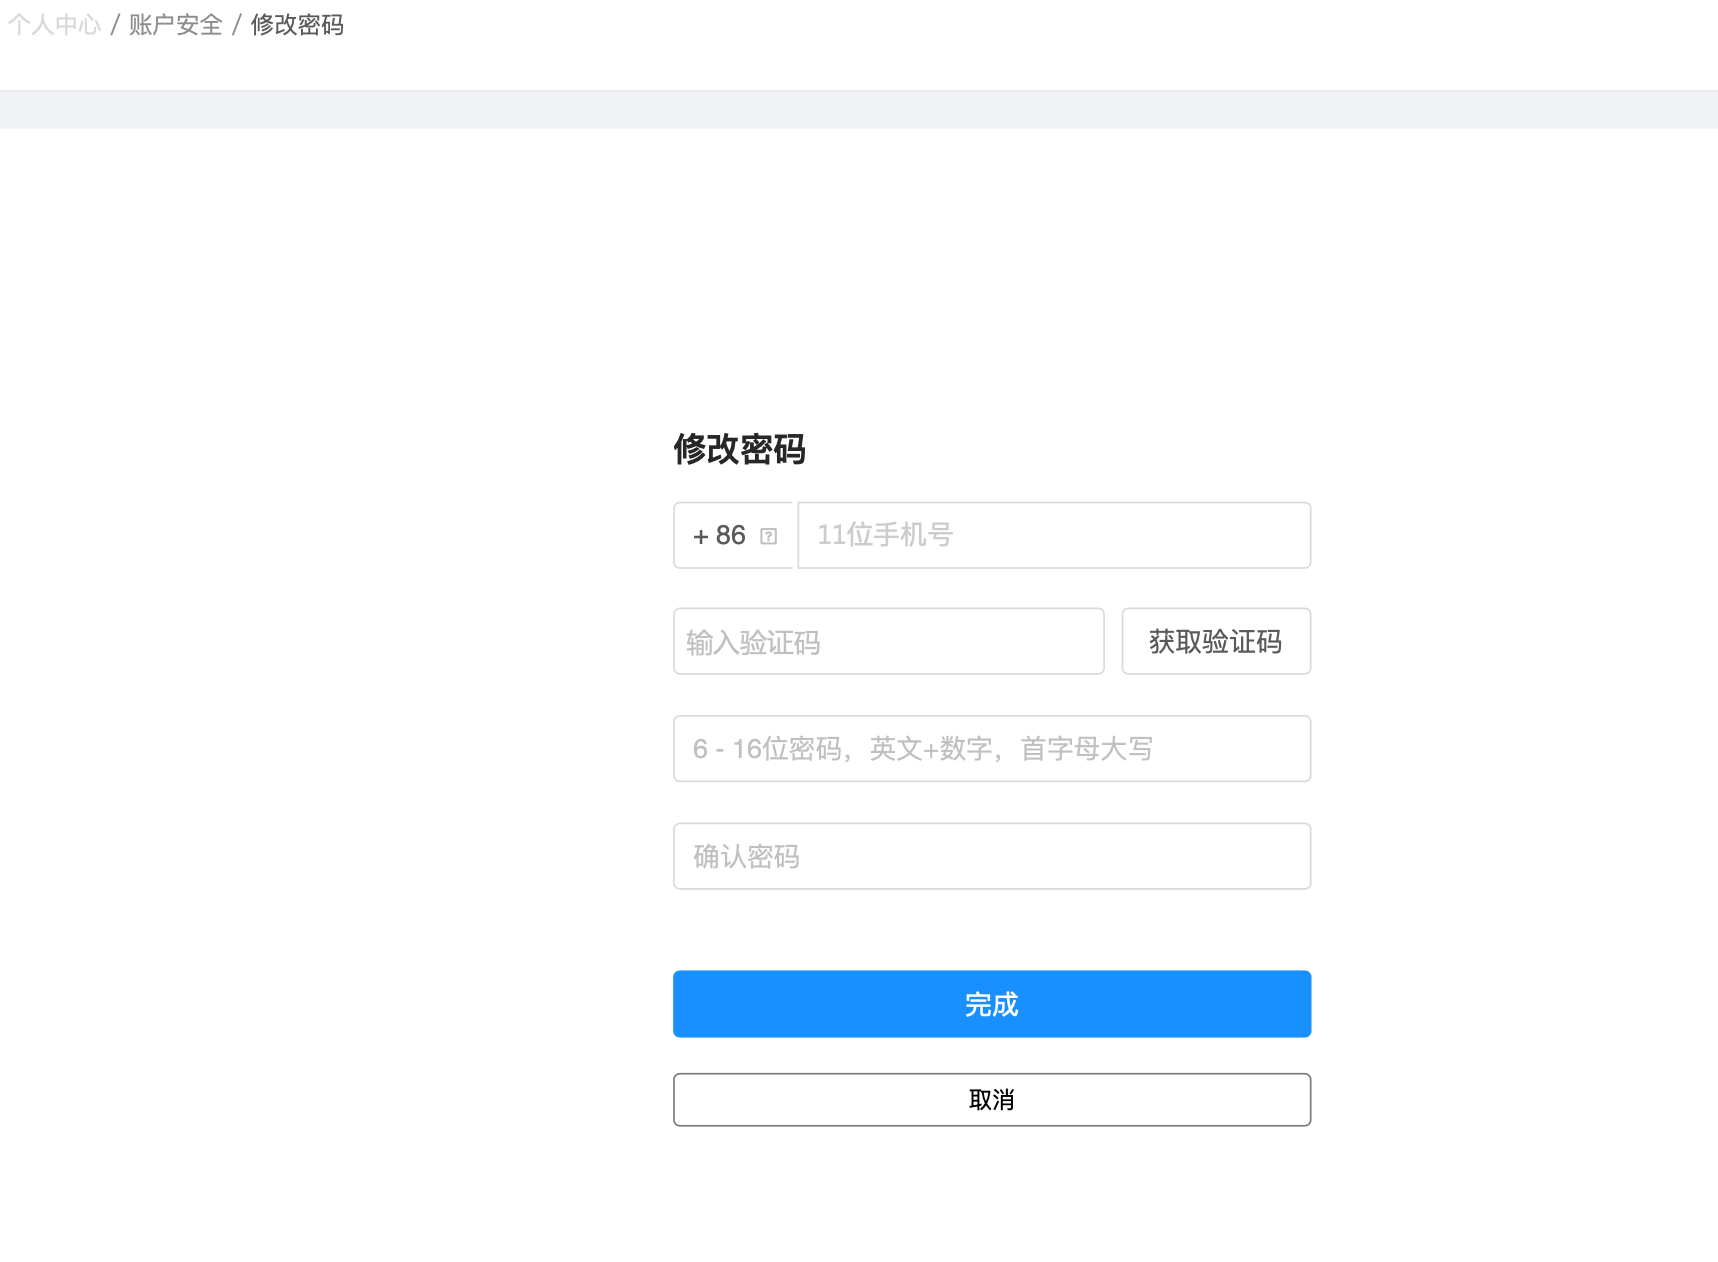 个人中心 / 账户安全 / 修改密码
修改密码
+ 86 11位手机号
输入验证码 获取验证码
6 - 16位密码，英文+数字，首字母大写
确认密码
完成
取消